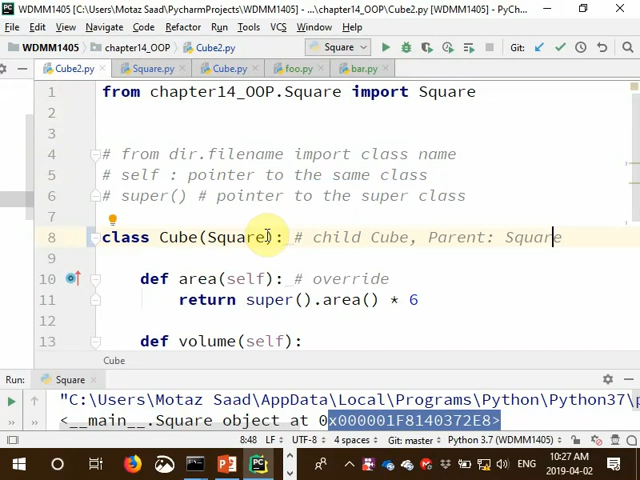 WDMM1405 [C:\Users\Motaz Saad\PycharmProjects\WDMM1405] - ...\chapter14_OOP\Cube2.py - PyCh...
File Edit View Navigate Code Refactor Run Tools VCS Window Help
WDMM1405 chapter14_OOP Cube2.py Square Git:
Cube2.py Square.py Cube.py foo.py bar.py
1 from chapter14_OOP.Square import Square
2
3
4 # from dir.filename import class name
5 # self : pointer to the same class
6 # super() # pointer to the super class
7
8 class Cube(Square): # child Cube, Parent: Square
9
10 def area(self): # override
11 return super().area() * 6
12
13 def volume(self):
Cube
Run: Square
"C:\Users\Motaz Saad\AppData\Local\Programs\Python\Python37\p
<__main__.Square object at 0x000001F8140372E8>
8:48 LF UTF-8 4 spaces Git: master Python 3.7 (WDMM1405)
ENG 10:27 AM
2019-04-02